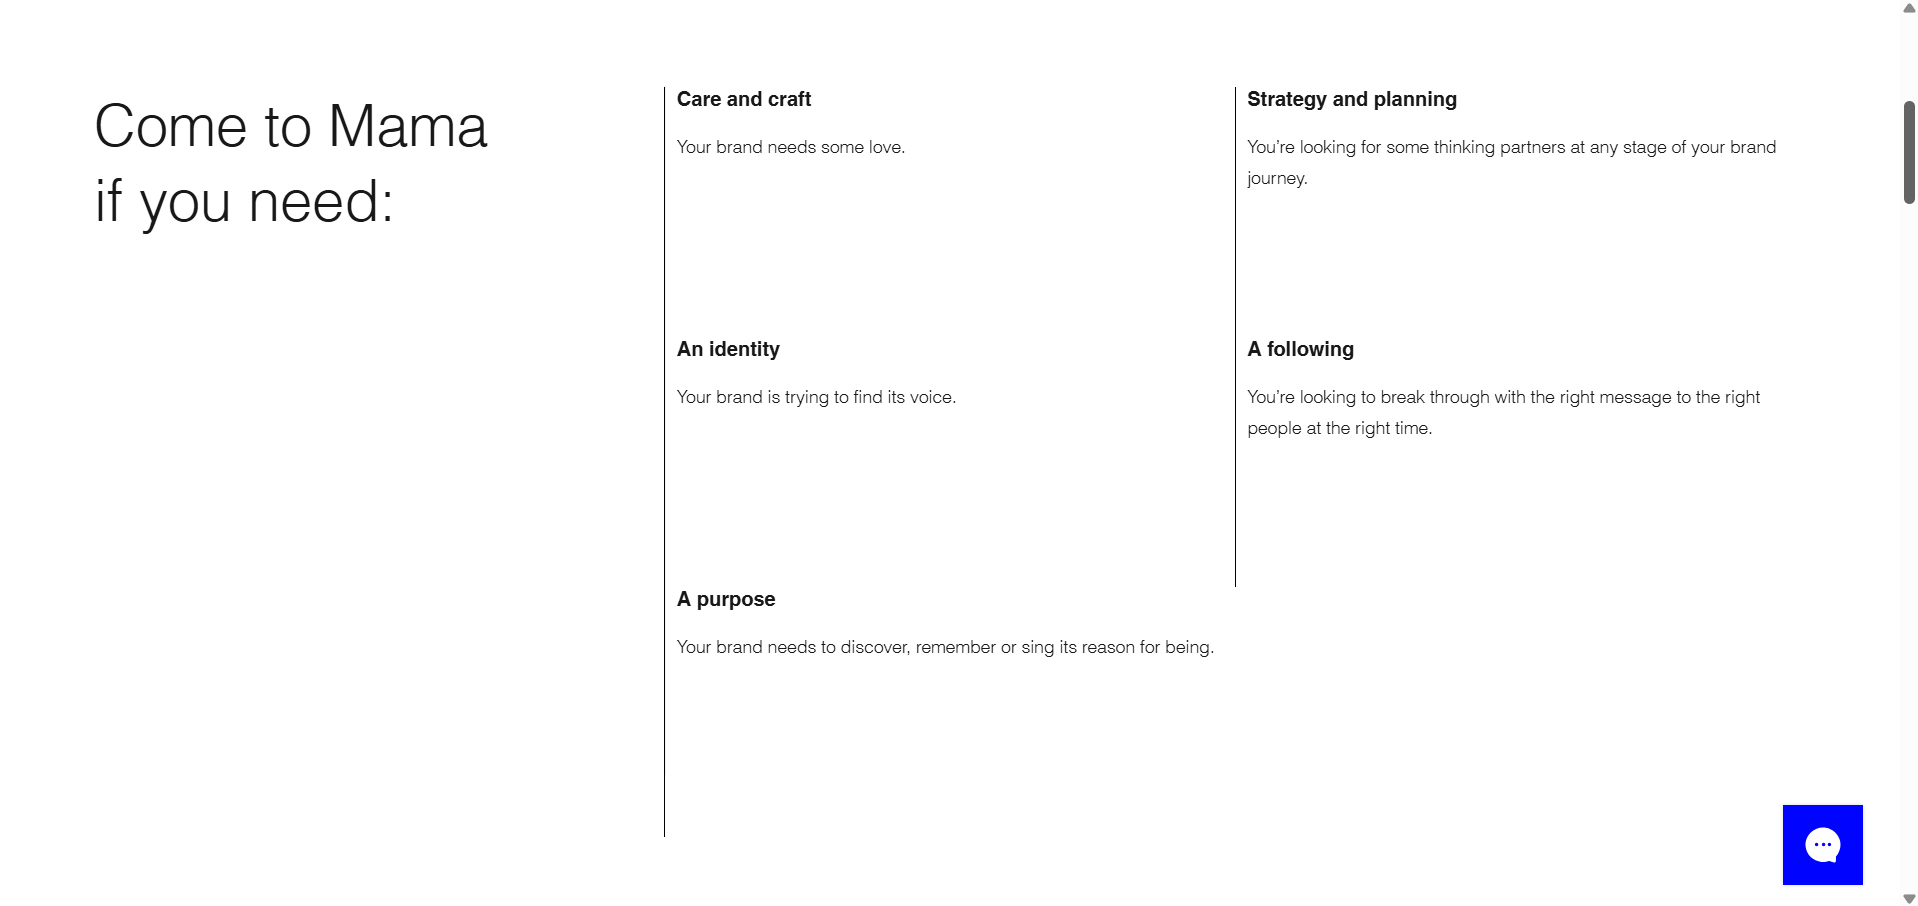 Come to Mama
if you need:
Care and craft
Your brand needs some love.
Strategy and planning
You’re looking for some thinking partners at any stage of your brand
journey.
An identity
Your brand is trying to find its voice.
A following
You’re looking to break through with the right message to the right
people at the right time.
A purpose
Your brand needs to discover, remember or sing its reason for being.